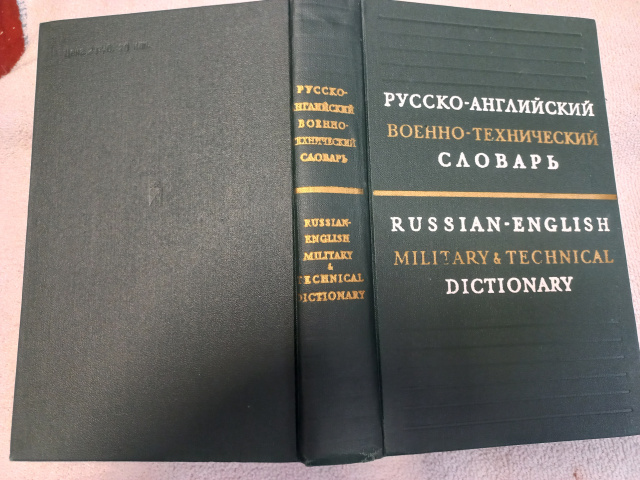 РУССКО-
АНГЛИЙСКИЙ
ВОЕННО-
ТЕХНИЧЕСКИЙ
СЛОВАРЬ
RUSSIAN-
ENGLISH
MILITARY
&
TECHNICAL
DICTIONARY
РУССКО-АНГЛИЙСКИЙ
ВОЕННО-ТЕХНИЧЕСКИЙ
СЛОВАРЬ
RUSSIAN-ENGLISH
MILITARY & TECHNICAL
DICTIONARY